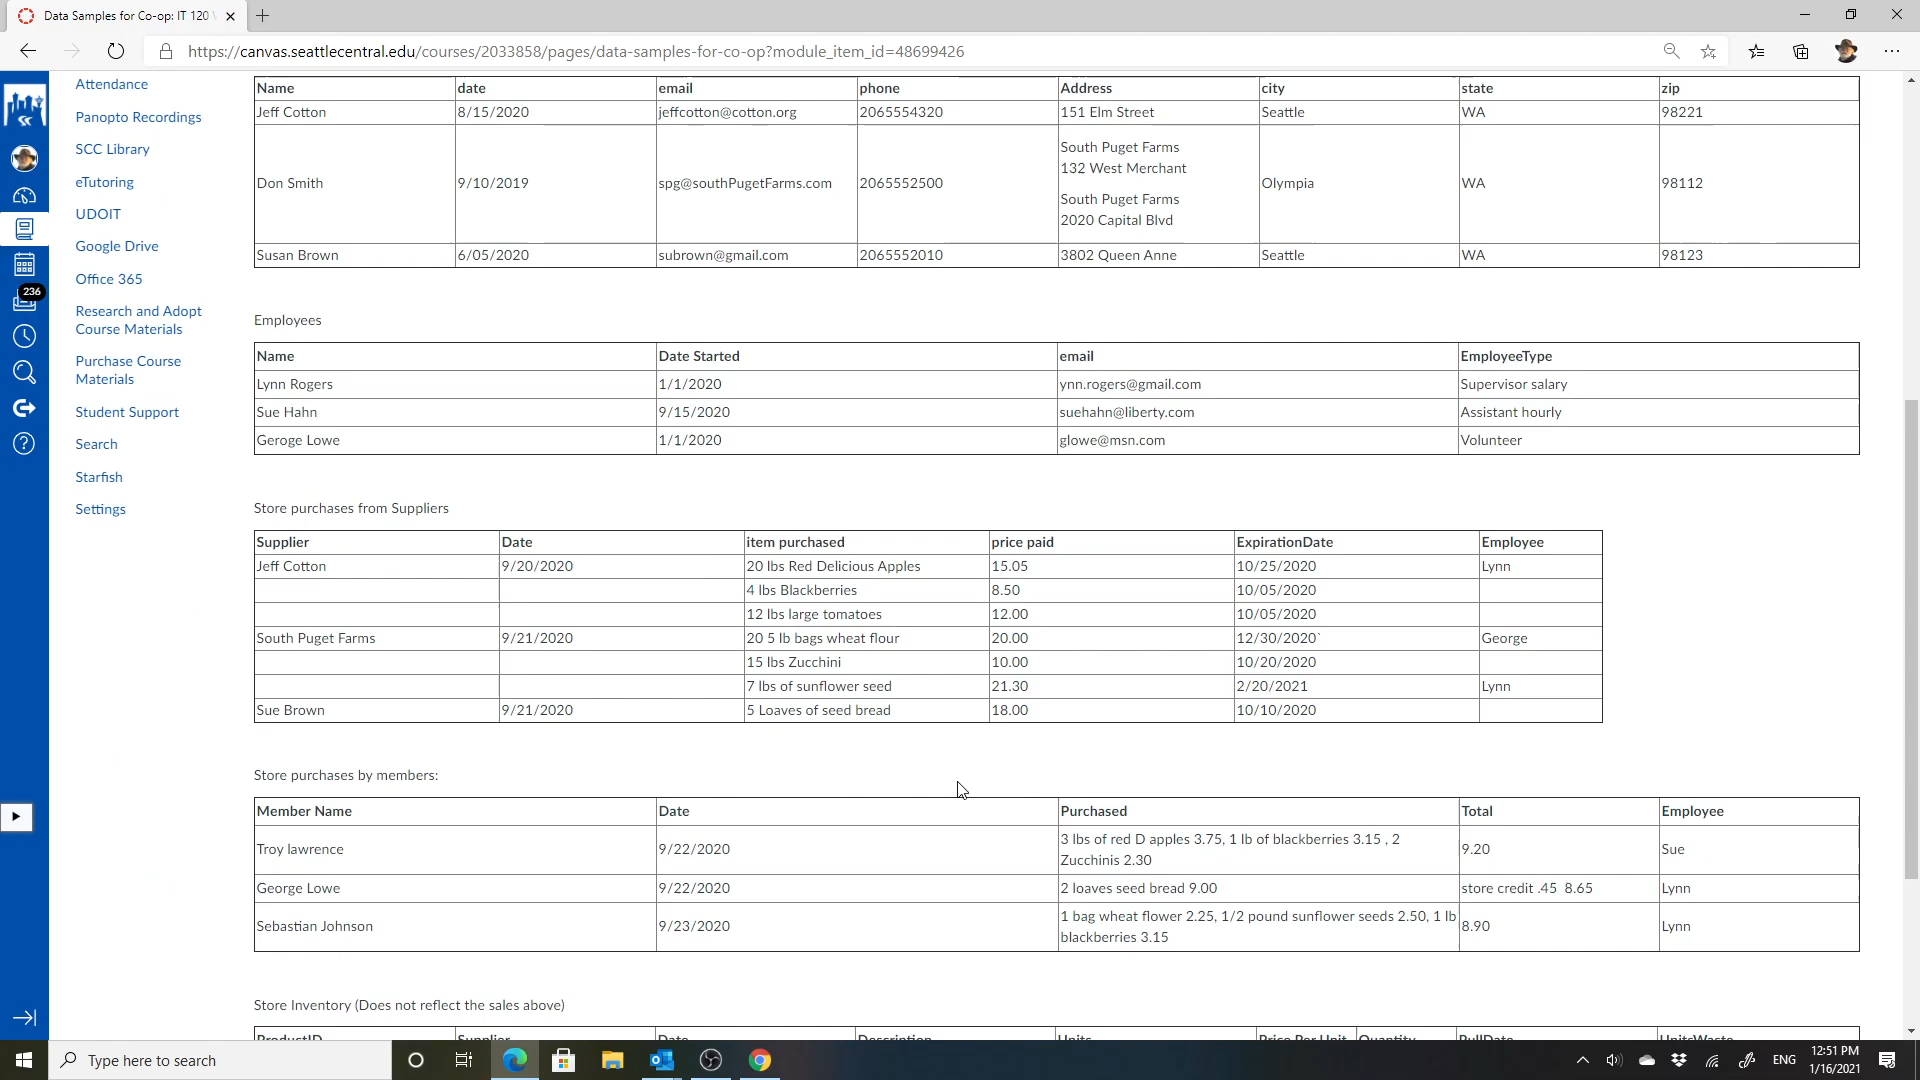 Data Samples for Co-op: IT 120
https://canvas.seattlecentral.edu/courses/2033858/pages/data-samples-for-co-op?module_item_id=48699426
236
Attendance
Panopto Recordings
SCC Library
eTutoring
UDOIT
Google Drive
Office 365
Research and Adopt
Course Materials
Purchase Course
Materials
Student Support
Search
Starfish
Settings
Name date email phone Address city state zip
Jeff Cotton 8/15/2020 jeffcotton@cotton.org 2065554320 151 Elm Street Seattle WA 98221
South Puget Farms
132 West Merchant
Don Smith 9/10/2019 spg@southPugetFarms.com 2065552500 Olympia WA 98112
South Puget Farms
2020 Capital Blvd
Susan Brown 6/05/2020 subrown@gmail.com 2065552010 3802 Queen Anne Seattle WA 98123
Employees
Name Date Started email EmployeeType
Lynn Rogers 1/1/2020 ynn.rogers@gmail.com Supervisor salary
Sue Hahn 9/15/2020 suehahn@liberty.com Assistant hourly
Geroge Lowe 1/1/2020 glowe@msn.com Volunteer
Store purchases from Suppliers
Supplier Date item purchased price paid ExpirationDate Employee
Jeff Cotton 9/20/2020 20 lbs Red Delicious Apples 15.05 10/25/2020 Lynn
4 lbs Blackberries 8.50 10/05/2020
12 lbs large tomatoes 12.00 10/05/2020
South Puget Farms 9/21/2020 20 5 lb bags wheat flour 20.00 12/30/2020` George
15 lbs Zucchini 10.00 10/20/2020
7 lbs of sunflower seed 21.30 2/20/2021 Lynn
Sue Brown 9/21/2020 5 Loaves of seed bread 18.00 10/10/2020
Store purchases by members:
Member Name Date Purchased Total Employee
Troy lawrence 9/22/2020 3 lbs of red D apples 3.75, 1 lb of blackberries 3.15 , 2
Zucchinis 2.30 9.20 Sue
George Lowe 9/22/2020 2 loaves seed bread 9.00 store credit .45 8.65 Lynn
Sebastian Johnson 9/23/2020 1 bag wheat flower 2.25, 1/2 pound sunflower seeds 2.50, 1 lb
blackberries 3.15 8.90 Lynn
Store Inventory (Does not reflect the sales above)
ProductID Supplier Date Description Units Price Per Unit Quantity PullDate UnitsWaste
Type here to search
ENG
12:51 PM
1/16/2021